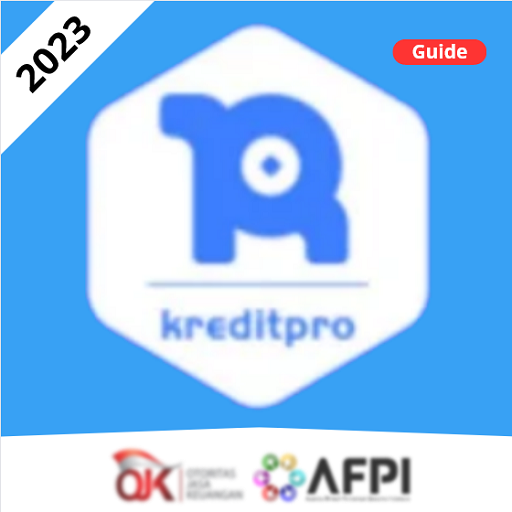 2023
Guide
kreditpro
OJK
OTORITAS
JASA
KEUANGAN
AFPI